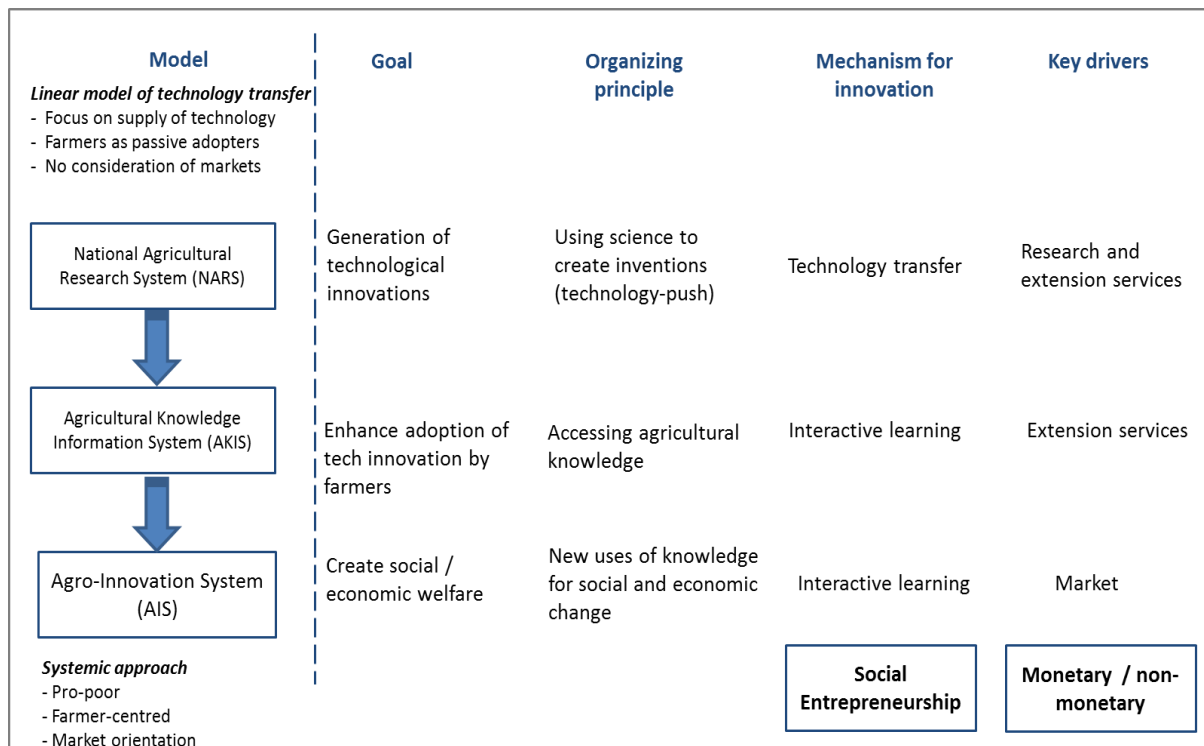 Model
Goal
Organizing
principle
Mechanism for
innovation
Key drivers
Linear model of technology transfer
- Focus on supply of technology
- Farmers as passive adopters
- No consideration of markets
National Agricultural
Research System (NARS)
Generation of
technological
innovations
Using science to
create inventions
(technology-push)
Technology transfer
Research and
extension services
Agricultural Knowledge
Information System (AKIS)
Enhance adoption of
tech innovation by
farmers
Accessing agricultural
knowledge
Interactive learning
Extension services
Agro-Innovation System
(AIS)
Create social /
economic welfare
New uses of knowledge
for social and economic
change
Interactive learning
Market
Systemic approach
- Pro-poor
- Farmer-centred
- Market orientation
Social
Entrepreneurship
Monetary / non-
monetary